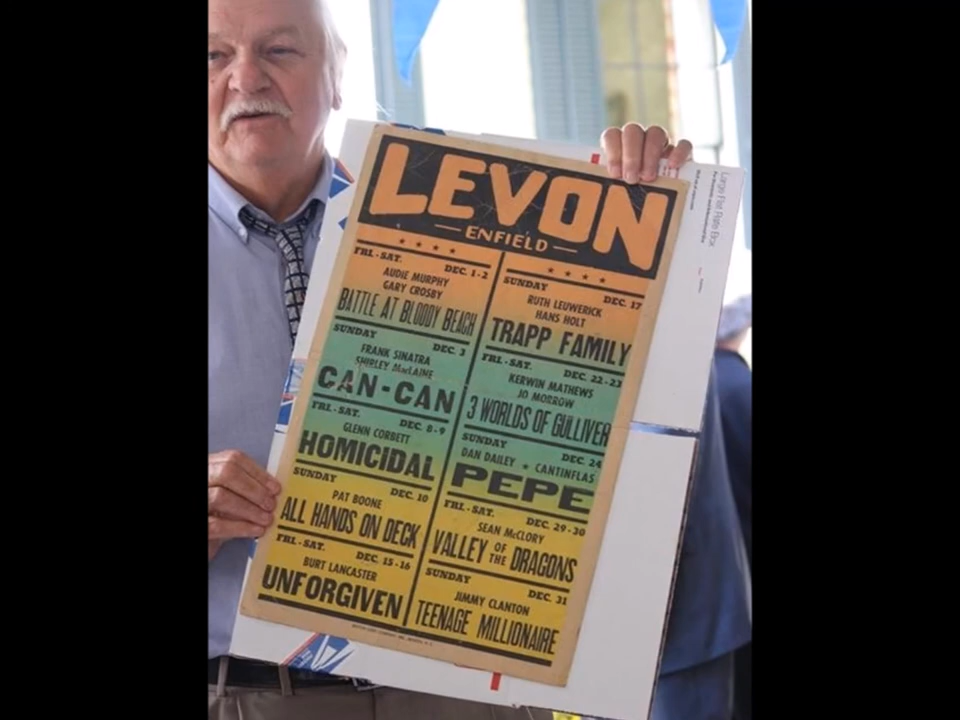 LEVON
ENFIELD
FRI.-SAT. DEC. 1-2
AUDIE MURPHY
GARY CROSBY
BATTLE AT BLOODY BEACH
SUNDAY DEC. 3
FRANK SINATRA
SHIRLEY MacLAINE
CAN-CAN
FRI.-SAT. DEC. 8-9
GLENN CORBETT
HOMICIDAL
SUNDAY DEC. 10
PAT BOONE
ALL HANDS ON DECK
FRI.-SAT. DEC. 15-16
BURT LANCASTER
UNFORGIVEN
SUNDAY DEC. 17
RUTH LEUWERICK
HANS HOLT
TRAPP FAMILY
FRI.-SAT. DEC. 22-23
KERWIN MATHEWS
JO MORROW
3 WORLDS OF GULLIVER
SUNDAY DEC. 24
DAN DAILEY ★ CANTINFLAS
PEPE
FRI.-SAT. DEC. 29-30
SEAN McCLORY
VALLEY OF THE DRAGONS
SUNDAY DEC. 31
JIMMY CLANTON
TEENAGE MILLIONAIRE
Large Flat Rate Box